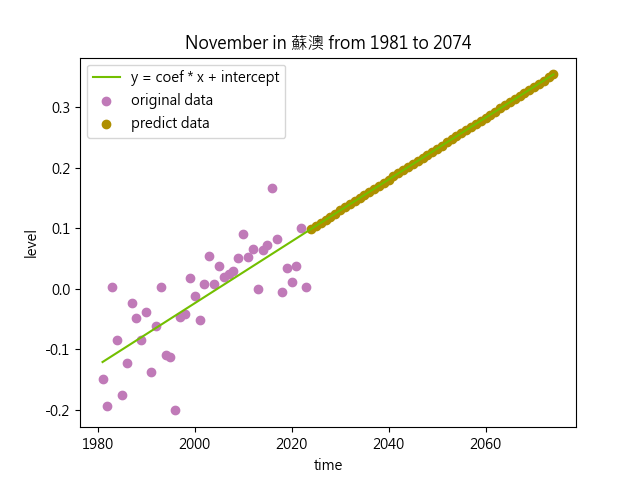 November in 蘇澳 from 1981 to 2074
y = coef * x + intercept
original data
predict data
level
0.3
0.2
0.1
0.0
-0.1
-0.2
1980 2000 2020 2040 2060
time